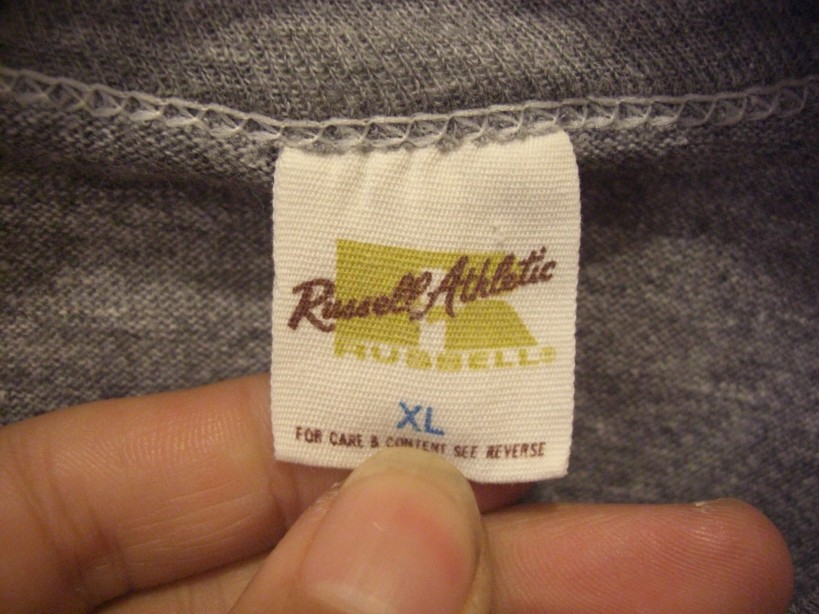 Russell Athletic
RUSSELL®
XL
FOR CARE & CONTENT SEE REVERSE